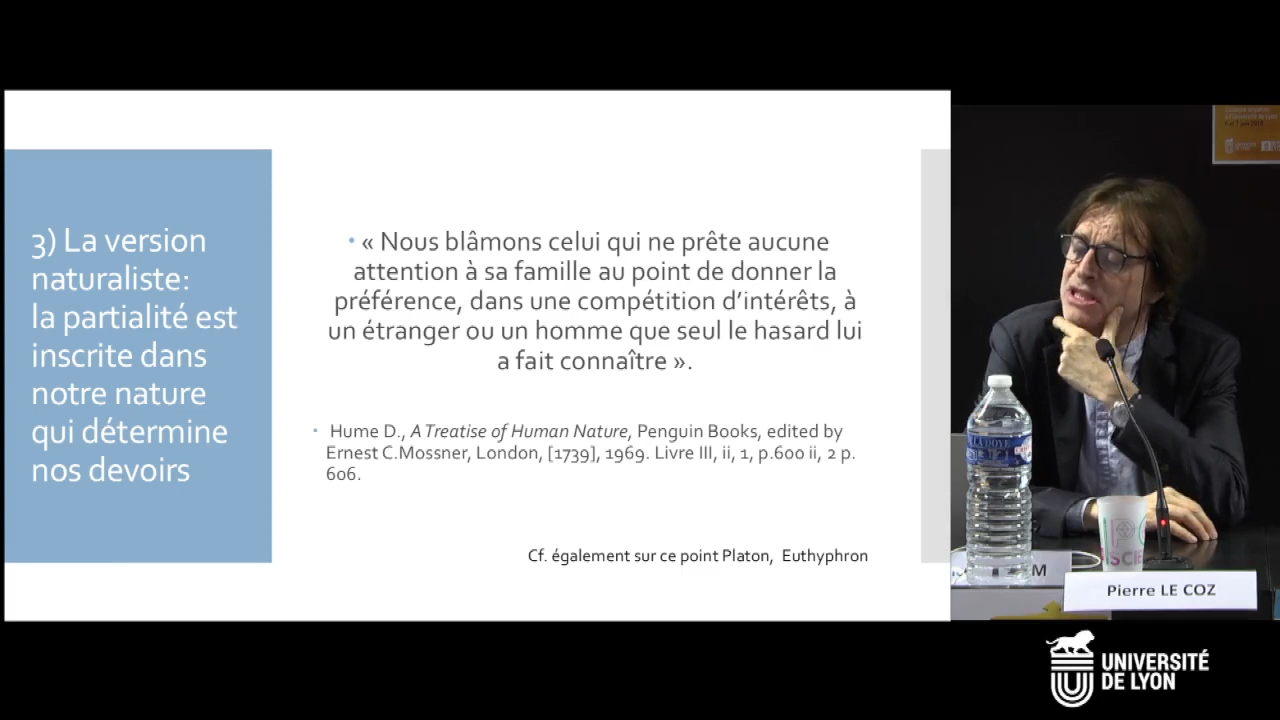 3) La version
naturaliste:
la partialité est
inscrite dans
notre nature
qui détermine
nos devoirs
• « Nous blâmons celui qui ne prête aucune
attention à sa famille au point de donner la
préférence, dans une compétition d’intérêts, à
un étranger ou un homme que seul le hasard lui
a fait connaître ».
• Hume D., A Treatise of Human Nature, Penguin Books, edited by
Ernest C.Mossner, London, [1739], 1969. Livre III, ii, 1, p.600 ii, 2 p.
606.
Cf. également sur ce point Platon, Euthyphron
Pierre LE COZ
UNIVERSITÉ
DE LYON